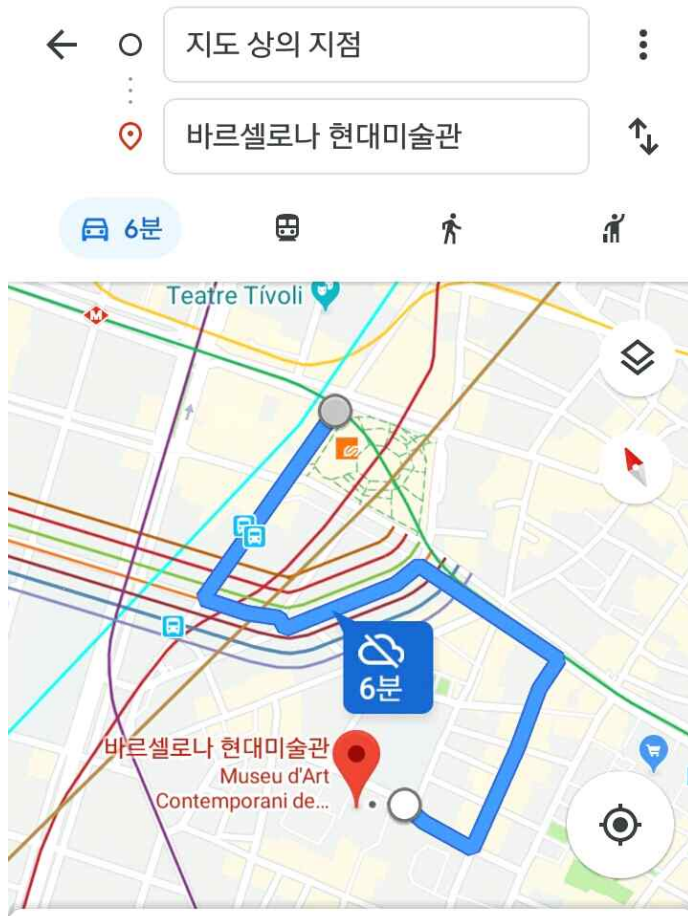 지도 상의 지점
바르셀로나 현대미술관
6분
Teatre Tívoli
M
6분
바르셀로나 현대미술관
Museu d'Art
Contemporani de...